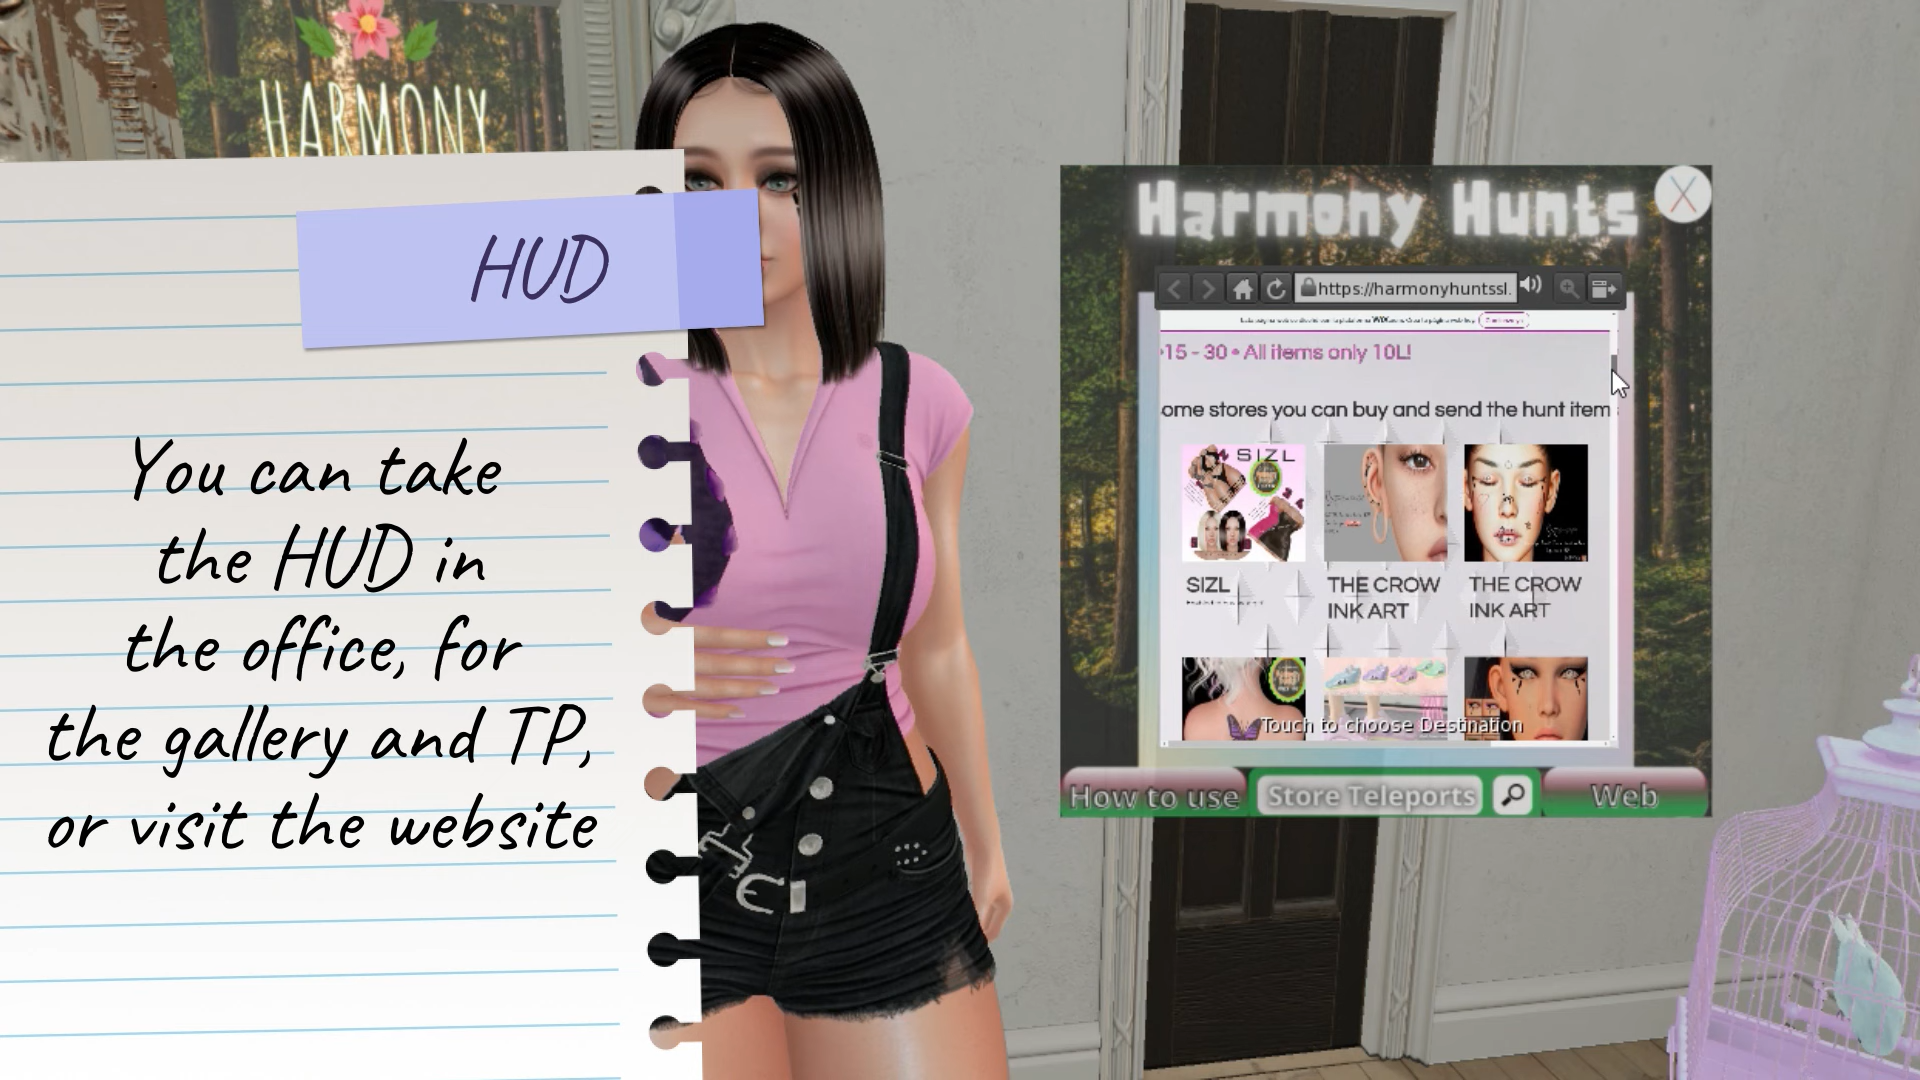 HARMONY
HUD
You can take
the HUD in
the office, for
the gallery and TP,
or visit the website
Harmony Hunts
X
https://harmonyhuntssl.
WIX
•15 - 30 • All items only 10L!
ome stores you can buy and send the hunt item
SIZL
SIZL
THE CROW
INK ART
THE CROW
INK ART
Touch to choose Destination
How to use
Store Teleports
Web